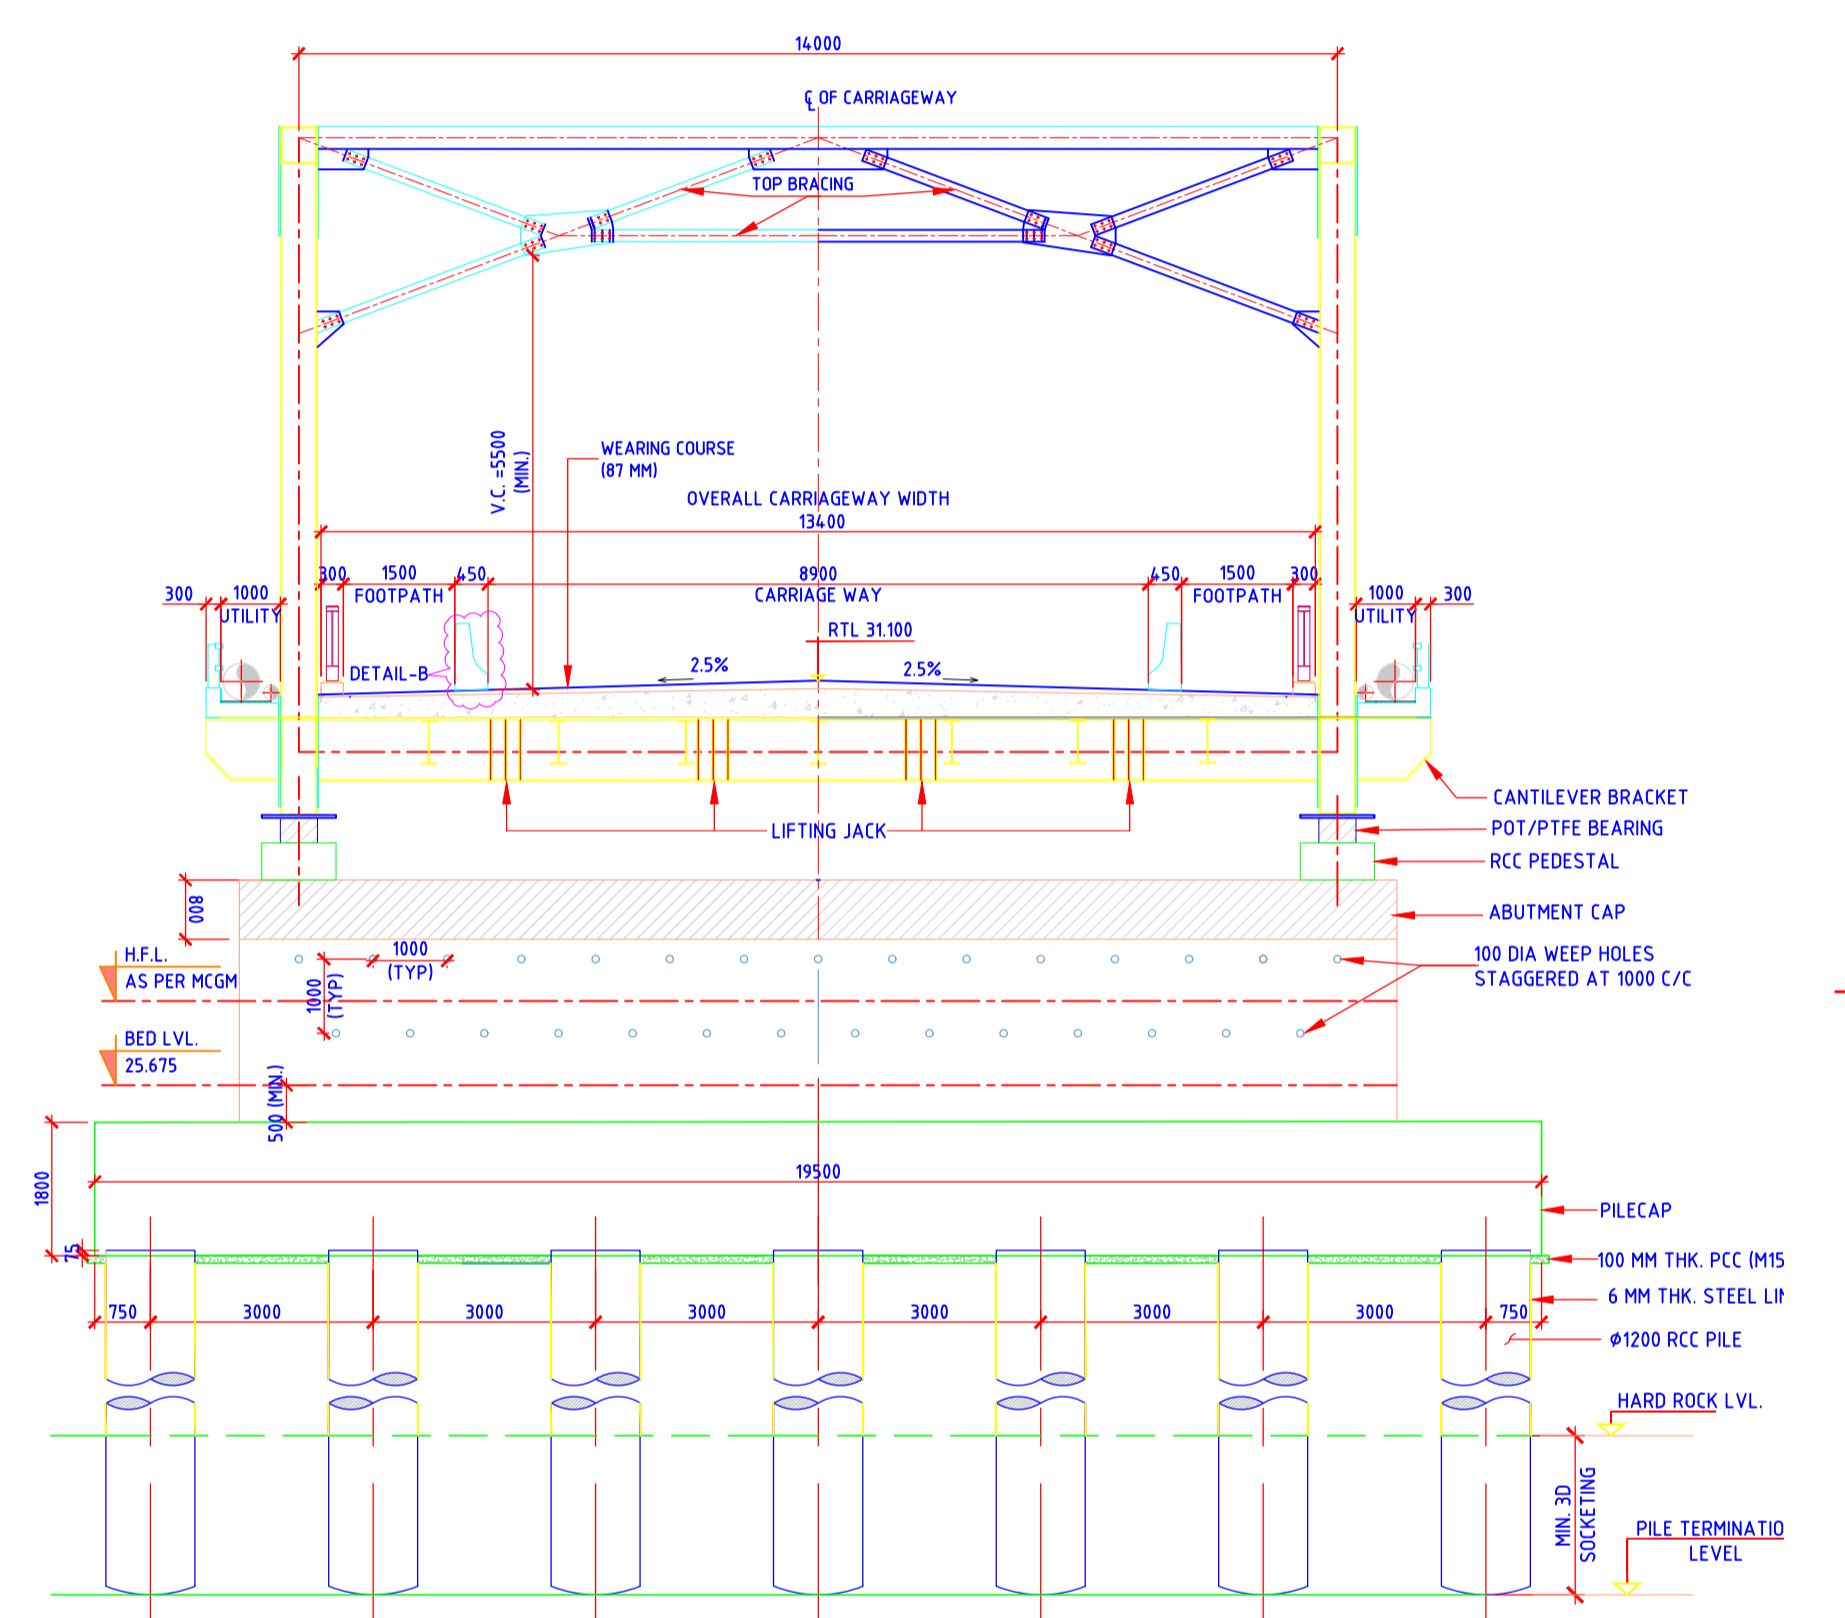 14000
℄ OF CARRIAGEWAY
TOP BRACING
V.C. =5500
(MIN.)
WEARING COURSE
(87 MM)
OVERALL CARRIAGEWAY WIDTH
13400
300
1500
450
8900
450
1500
300
FOOTPATH
CARRIAGE WAY
FOOTPATH
300
1000
UTILITY
1000
300
UTILITY
RTL 31.100
DETAIL-B
2.5%
2.5%
CANTILEVER BRACKET
LIFTING JACK
POT/PTFE BEARING
RCC PEDESTAL
800
ABUTMENT CAP
H.F.L.
AS PER MCGM
1000
(TYP)
1000
(TYP)
100 DIA WEEP HOLES
STAGGERED AT 1000 C/C
BED LVL.
25.675
500 (MIN.)
1800
19500
PILECAP
75
100 MM THK. PCC (M15
6 MM THK. STEEL LIN
750
3000
3000
3000
3000
3000
3000
750
Ø1200 RCC PILE
HARD ROCK LVL.
MIN. 3D
SOCKETING
PILE TERMINATIO
LEVEL